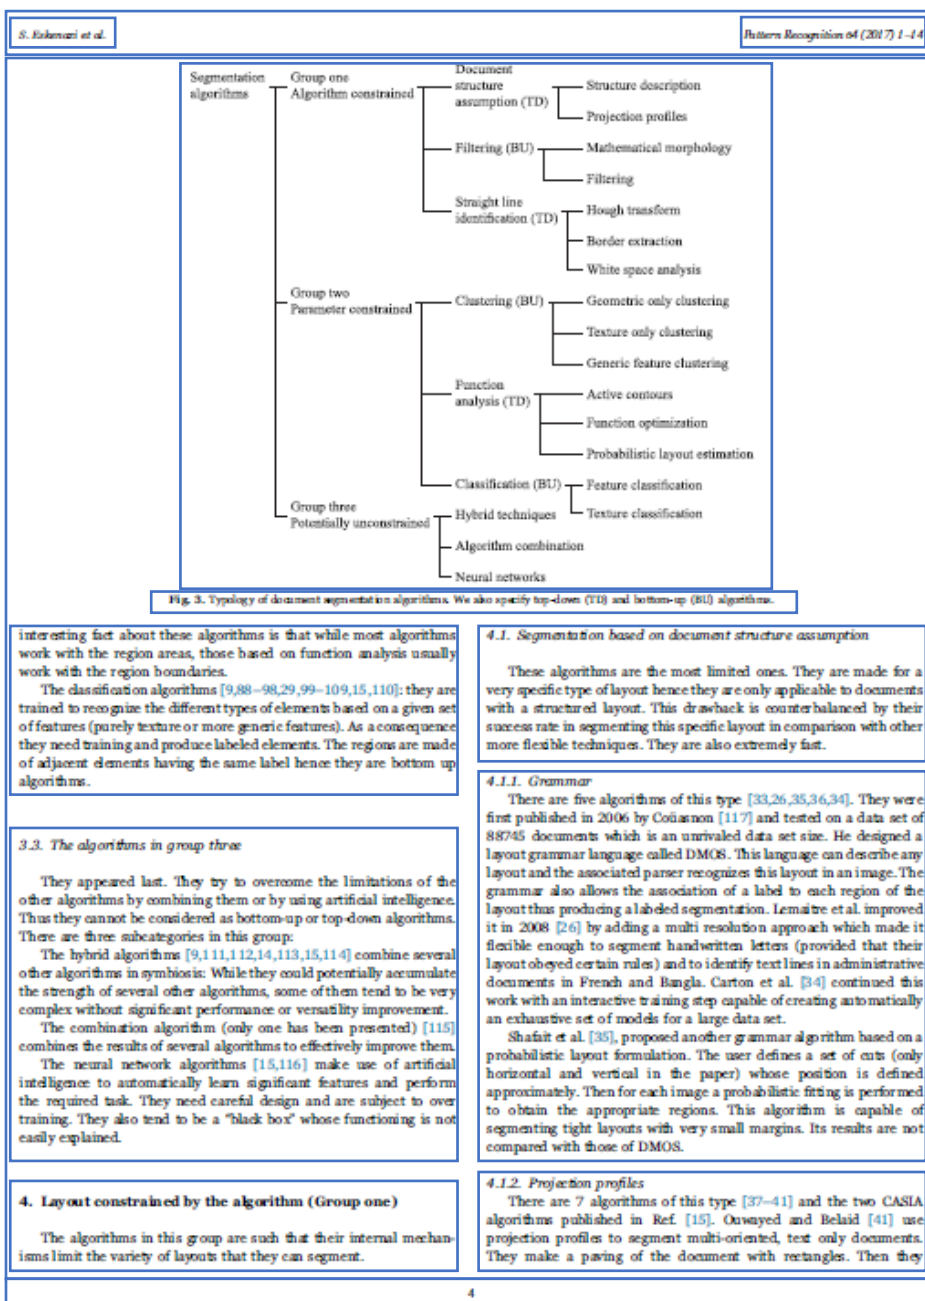 S. Eskenazi et al.
Pattern Recognition 64 (2017) 1–14
Segmentation
algorithms
Group one
Algorithm constrained
Document
structure
assumption (TD)
Structure description
Projection profiles
Filtering (BU)
Mathematical morphology
Filtering
Straight line
identification (TD)
Hough transform
Border extraction
White space analysis
Group two
Parameter constrained
Clustering (BU)
Geometric only clustering
Texture only clustering
Generic feature clustering
Function
analysis (TD)
Active contours
Function optimization
Probabilistic layout estimation
Classification (BU)
Feature classification
Texture classification
Group three
Potentially unconstrained
Hybrid techniques
Algorithm combination
Neural networks
Fig. 3. Typology of document segmentation algorithms. We also specify top-down (TD) and bottom-up (BU) algorithms.
interesting fact about these algorithms is that while most algorithms
work with the region areas, those based on function analysis usually
work with the region boundaries.
The classification algorithms [9,88–98,29,99–109,15,110]: they are
trained to recognize the different types of elements based on a given set
of features (purely texture or more generic features). As a consequence
they need training and produce labeled elements. The regions are made
of adjacent elements having the same label hence they are bottom up
algorithms.
3.3. The algorithms in group three
They appeared last. They try to overcome the limitations of the
other algorithms by combining them or by using artificial intelligence.
Thus they cannot be considered as bottom-up or top-down algorithms.
There are three subcategories in this group:
The hybrid algorithms [9,111,112,14,113,15,114] combine several
other algorithms in symbiosis: While they could potentially accumulate
the strength of several other algorithms, some of them tend to be very
complex without significant performance or versatility improvement.
The combination algorithm (only one has been presented) [115]
combines the results of several algorithms to effectively improve them.
The neural network algorithms [15,116] make use of artificial
intelligence to automatically learn significant features and perform
the required task. They need careful design and are subject to over
training. They also tend to be a "black box" whose functioning is not
easily explained.
4. Layout constrained by the algorithm (Group one)
The algorithms in this group are such that their internal mechan-
isms limit the variety of layouts that they can segment.
4.1. Segmentation based on document structure assumption
These algorithms are the most limited ones. They are made for a
very specific type of layout hence they are only applicable to documents
with a structured layout. This drawback is counterbalanced by their
success rate in segmenting this specific layout in comparison with other
more flexible techniques. They are also extremely fast.
4.1.1. Grammar
There are five algorithms of this type [33,26,35,36,34]. They were
first published in 2006 by Coüasnon [117] and tested on a data set of
88745 documents which is an unrivaled data set size. He designed a
layout grammar language called DMOS. This language can describe any
layout and the associated parser recognizes this layout in an image. The
grammar also allows the association of a label to each region of the
layout thus producing a labeled segmentation. Lemaitre et al. improved
it in 2008 [26] by adding a multi resolution approach which made it
flexible enough to segment handwritten letters (provided that their
layout obeyed certain rules) and to identify text lines in administrative
documents in French and Bangla. Carton et al. [34] continued this
work with an interactive training step capable of creating automatically
an exhaustive set of models for a large data set.
Shafait et al. [35], proposed another grammar algorithm based on a
probabilistic layout formulation. The user defines a set of cuts (only
horizontal and vertical in the paper) whose position is defined
approximately. Then for each image a probabilistic fitting is performed
to obtain the appropriate regions. This algorithm is capable of
segmenting tight layouts with very small margins. Its results are not
compared with those of DMOS.
4.1.2. Projection profiles
There are 7 algorithms of this type [37–41] and the two CASIA
algorithms published in Ref. [15]. Ouwayed and Belaid [41] use
projection profiles to segment multi-oriented, text only documents.
They make a paving of the document with rectangles. Then they
4